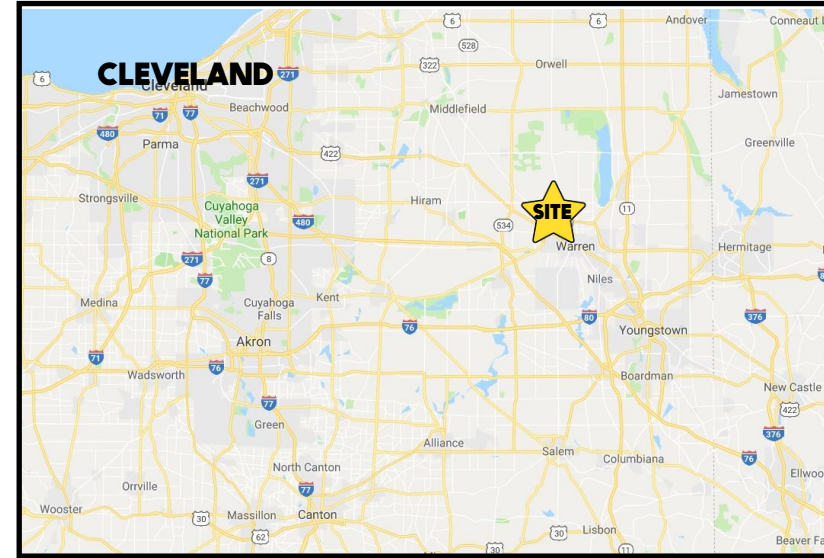 6
6
Andover
Conneaut L
528
322
Orwell
CLEVELAND
271
Cleveland
6
Jamestown
Beachwood
Middlefield
71
77
480
Parma
Greenville
422
271
Strongsville
Hiram
Cuyahoga
Valley
National Park
SITE
11
480
534
Warren
Hermitage
271
8
77
Niles
Medina
Kent
Cuyahoga
Falls
80
376
76
Youngstown
Akron
71
76
Wadsworth
Boardman
New Castle
77
422
Green
376
Alliance
Salem
Columbiana
76
North Canton
Ellwoo
Orrville
77
Wooster
30
Massillon
Canton
62
30
Lisbon
30
11
Beaver Fa